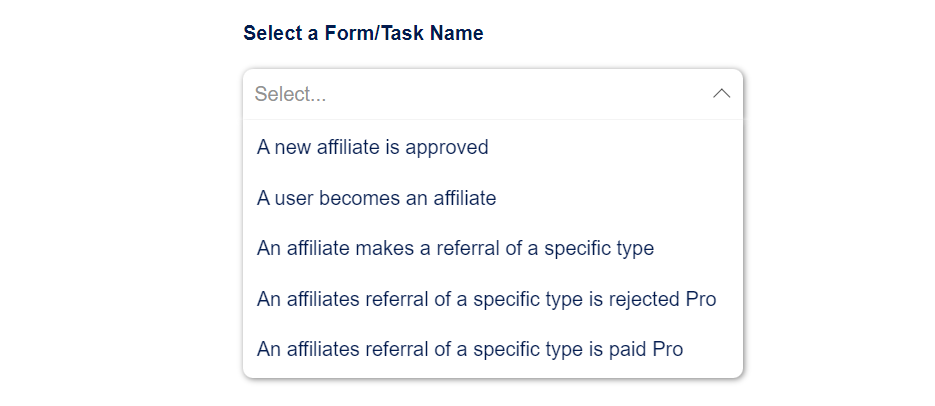 Select a Form/Task Name
Select...
A new affiliate is approved
A user becomes an affiliate
An affiliate makes a referral of a specific type
An affiliates referral of a specific type is rejected Pro
An affiliates referral of a specific type is paid Pro